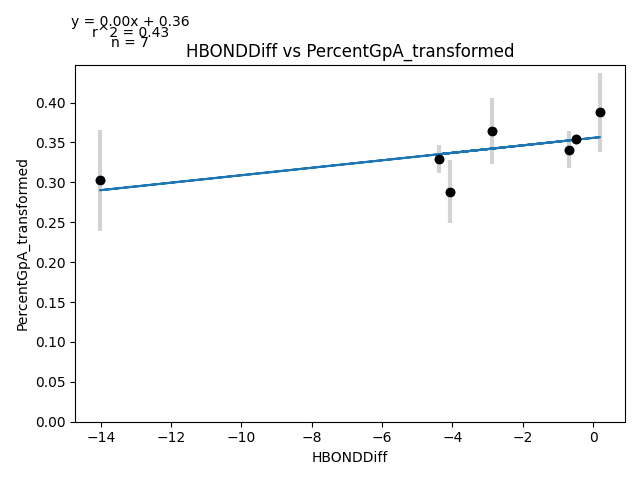 y = 0.00x + 0.36
r^2 = 0.43
n = 7
HBONDDiff vs PercentGpA_transformed
PercentGpA_transformed
0.40
0.35
0.30
0.25
0.20
0.15
0.10
0.05
0.00
−14 −12 −10 −8 −6 −4 −2 0
HBONDDiff